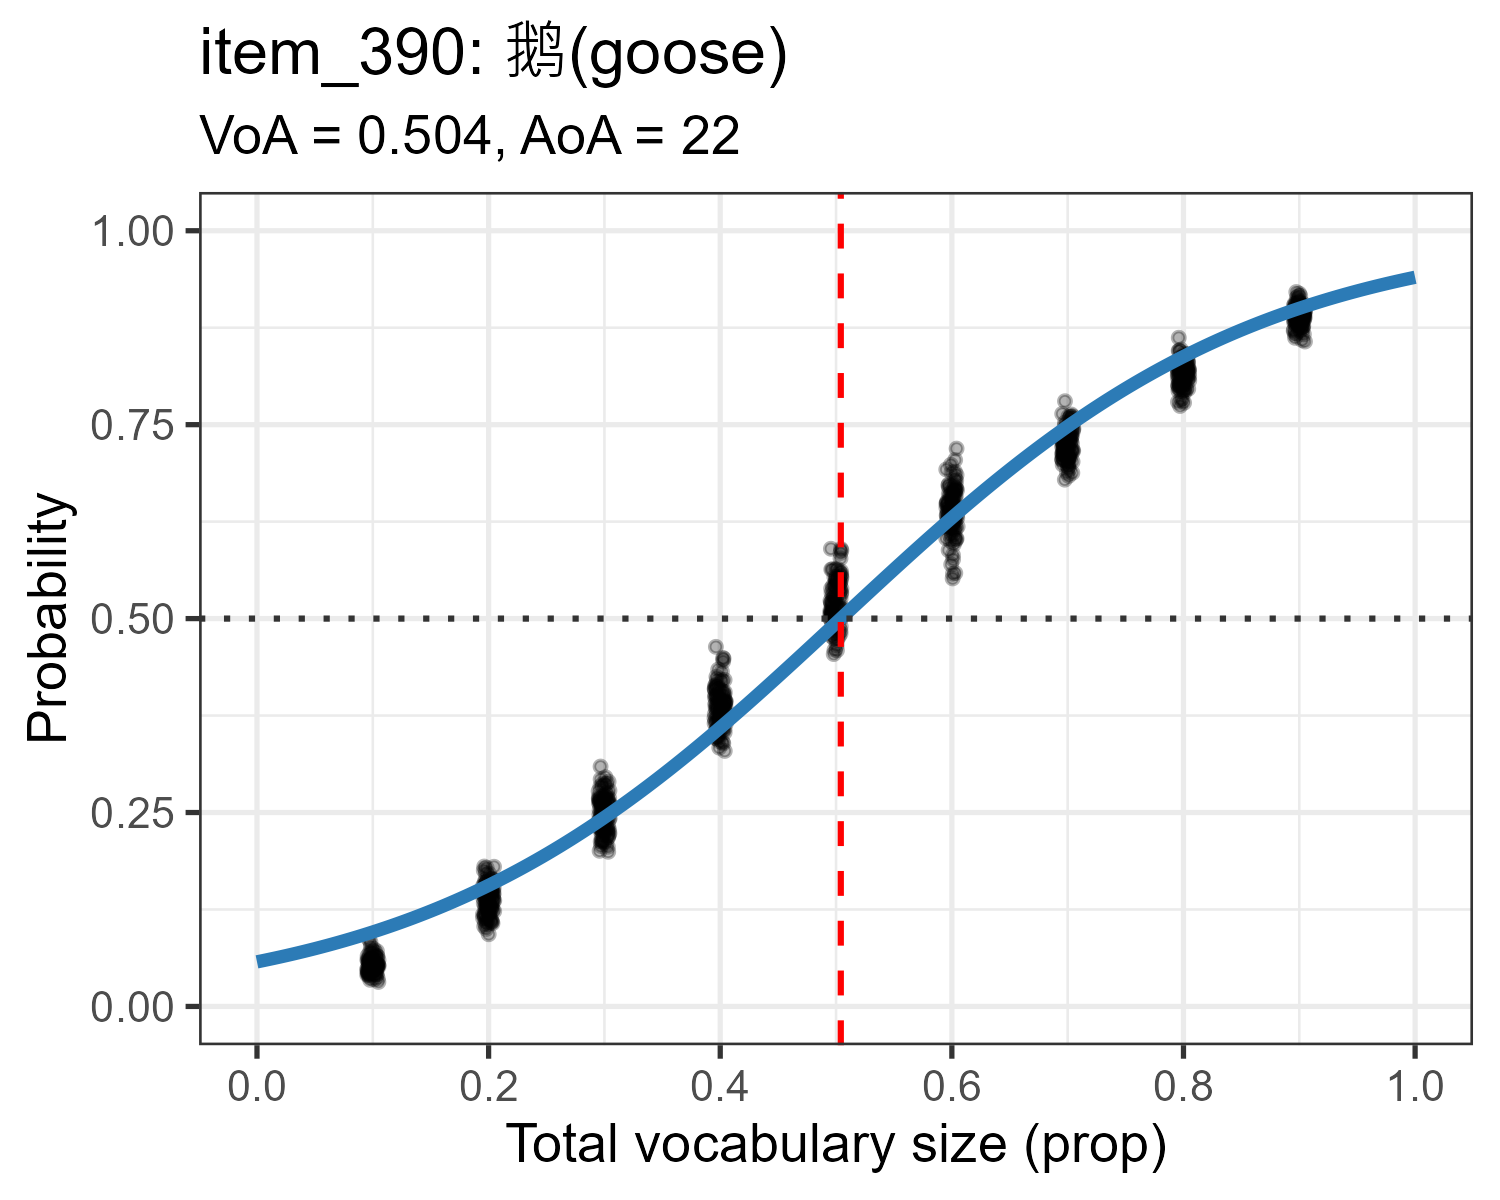 item_390: 鹅(goose)
VoA = 0.504, AoA = 22
1.00
0.75
0.50
0.25
0.00
Probability
0.0 0.2 0.4 0.6 0.8 1.0
Total vocabulary size (prop)